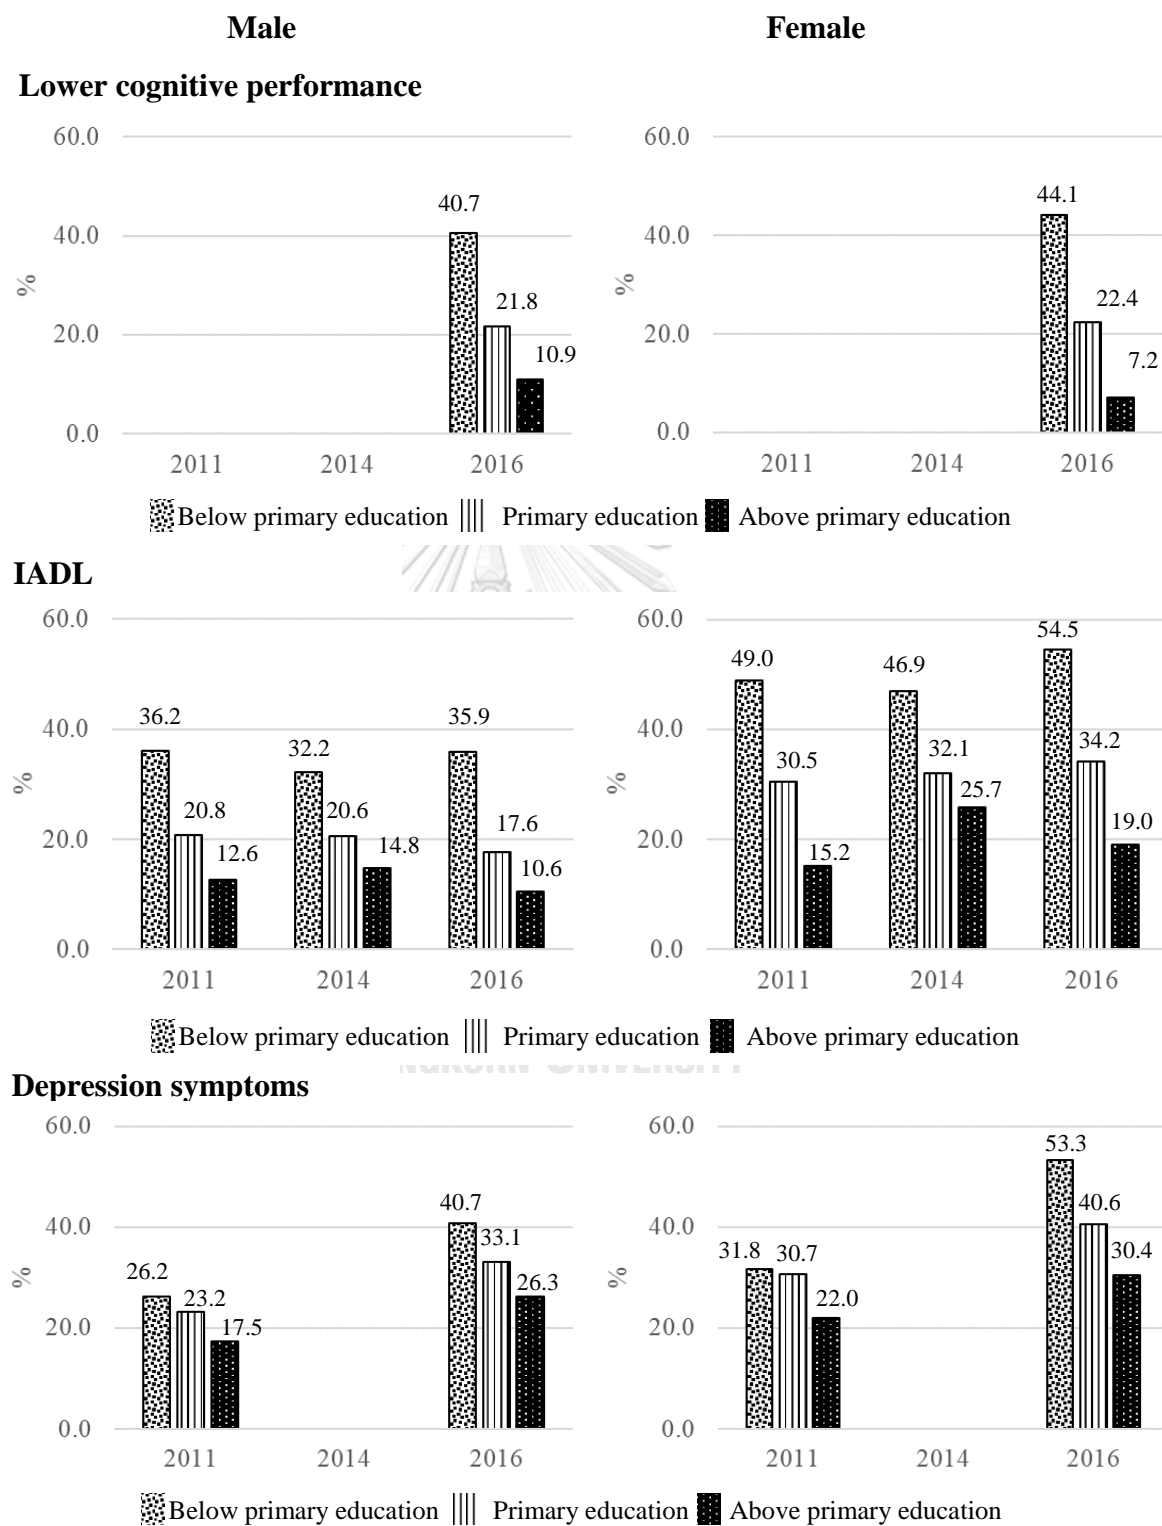 Male Female
Lower cognitive performance
60.0 60.0
40.7 44.1
40.0 40.0
% %
21.8 22.4
20.0 20.0
10.9 7.2
0.0 0.0
2011 2014 2016 2011 2014 2016
Below primary education Primary education Above primary education
IADL
60.0 60.0
36.2 32.2 35.9 49.0 46.9 54.5
40.0 40.0
% %
20.8 20.6 17.6 30.5 32.1 34.2
20.0 20.0
12.6 14.8 10.6 15.2 25.7 19.0
0.0 0.0
2011 2014 2016 2011 2014 2016
Below primary education Primary education Above primary education
UNIVERSITY
Depression symptoms
60.0 60.0
40.7 53.3
40.0 40.0
26.2 33.1 31.8 30.7 40.6
% %
23.2 26.3 22.0 30.4
20.0 17.5 20.0
0.0 0.0
2011 2014 2016 2011 2014 2016
Below primary education Primary education Above primary education